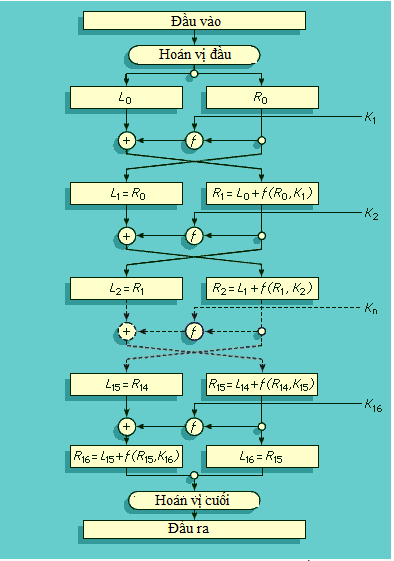 Đầu vào
Hoán vị đầu
L0 R0
K1
+ f
L1 = R0 R1 = L0 + f(R0, K1)
K2
+ f
L2 = R1 R2 = L1 + f(R1, K2)
Kn
+ f
L15 = R14 R15 = L14 + f(R14, K15)
K16
+ f
R16 = L15 + f(R15, K16) L16 = R15
Hoán vị cuối
Đầu ra